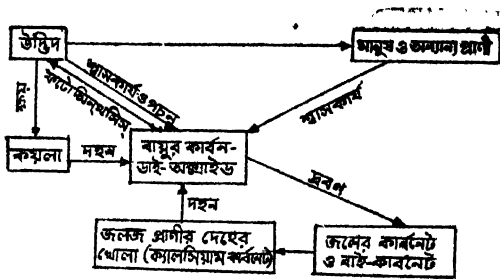 উদ্ভিদ
মানুষ ও অন্যান্য প্রাণী
শ্বাসকার্য ও পচন
ফটোসিন্থেসিস
ক্ষয়
শ্বাসকার্য
কয়লা
দহন
বায়ুর কার্বন-
ডাই-অক্সাইড
দ্রবণ
দহন
জলজ প্রাণীর দেহের
খোলা (ক্যালসিয়াম কার্বনেট)
জলের কার্বনেট
ও বাই-কার্বনেট